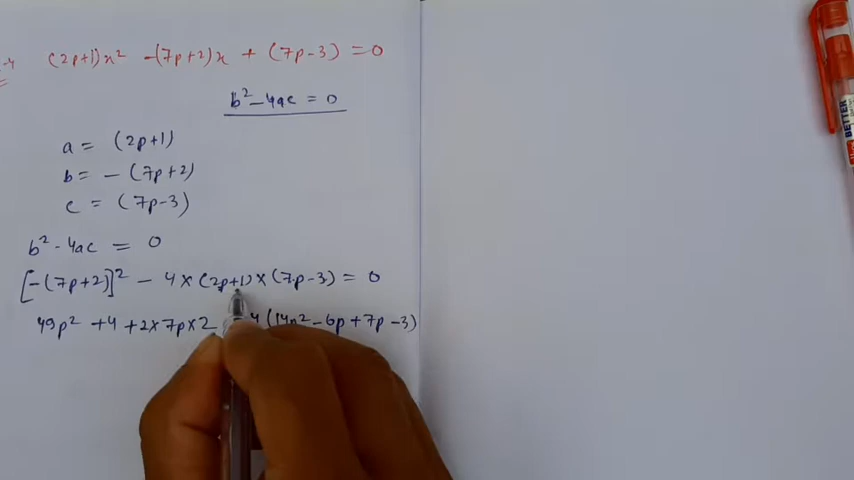 (2p+1)x² -(7p+2)x + (7p-3) = 0
b²-4ac = 0
a = (2p+1)
b = - (7p+2)
c = (7p-3)
b²-4ac = 0
[-(7p+2)]² - 4×(2p+1)×(7p-3) = 0
49p² +4 +2×7p×2 4(14p²-6p+7p-3)
BETTER